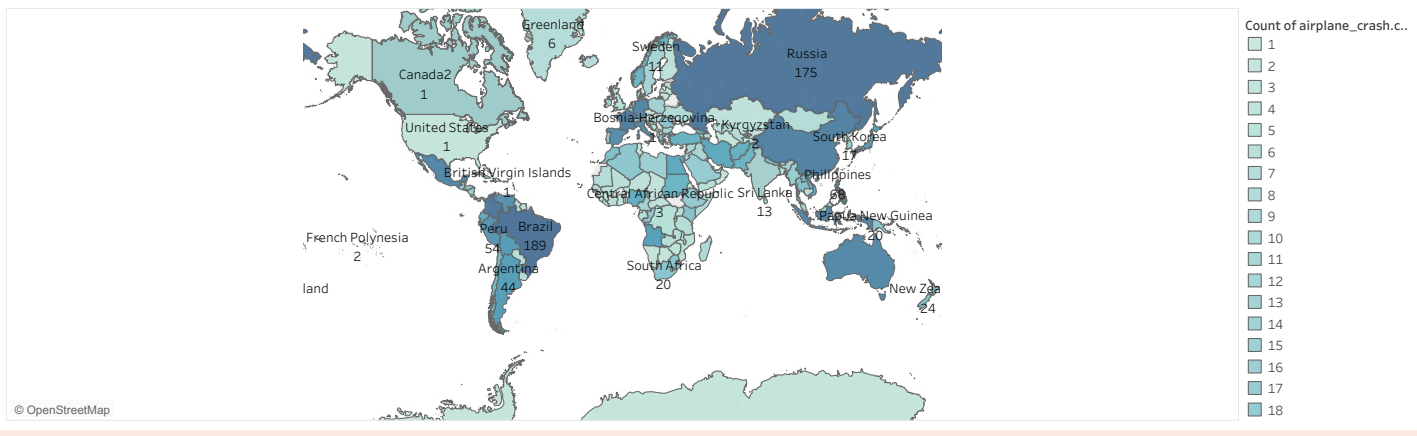 Greenland
6
Sweden
11
Russia
175
Canada2
1
Bosnia-Herzegovina
1
Kyrgyzstan
2
United States
1
South Korea
17
British Virgin Islands
1
Philippines
68
Central African Republic
3
Sri Lanka
13
Papua New Guinea
20
Peru
54
Brazil
189
French Polynesia
2
Argentina
44
South Africa
20
land
New Zea
24
© OpenStreetMap
Count of airplane_crash.c..
1
2
3
4
5
6
7
8
9
10
11
12
13
14
15
16
17
18